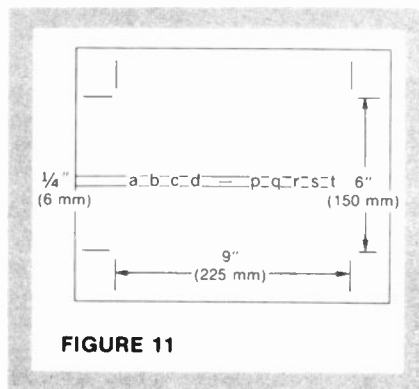 ¼" a b c d — p q r s t 6"
(6 mm) (150 mm)
9"
(225 mm)
FIGURE 11